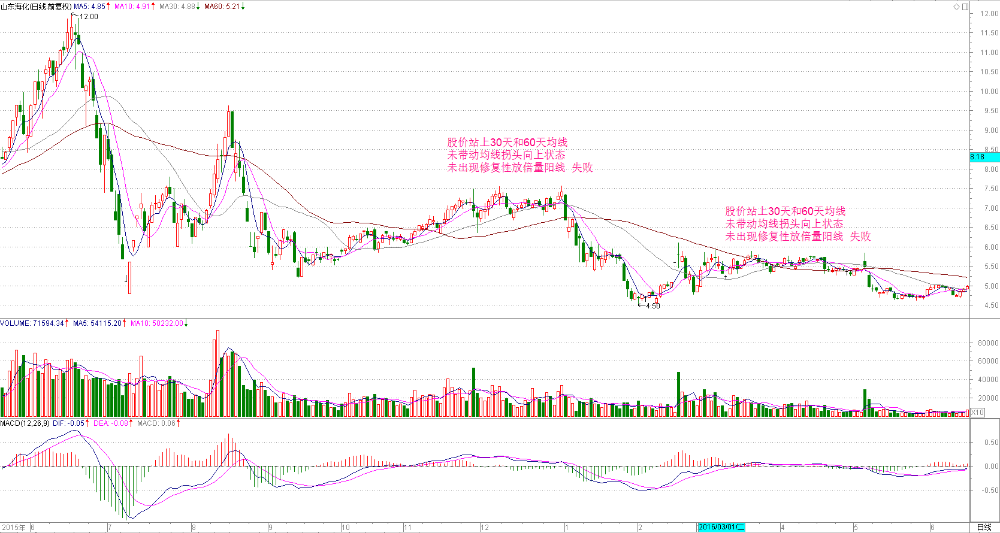 山东海化(日线.前复权) MA5: 4.85↑ MA10: 4.91↑ MA30: 4.88↓ MA60: 5.21↓
12.00
12.00
11.50
11.00
10.50
10.00
9.50
9.00
8.50
8.18
8.00
7.50
7.00
6.50
6.00
5.50
5.00
4.50
股价站上30天和60天均线
未带动均线拐头向上状态
未出现修复性放倍量阳线 失败
股价站上30天和60天均线
未带动均线拐头向上状态
未出现修复性放倍量阳线 失败
4.50
VOLUME: 71594.34↑ MA5: 54115.20↑ MA10: 50232.00↓
80000
60000
40000
20000
X10
MACD(12,26,9) DIF: -0.05↑ DEA: -0.08↑ MACD: 0.06↑
0.50
0.00
-0.50
2015年 6 7 8 9 10 11 12 1 2 2016/03/01/二 4 5 6 日线